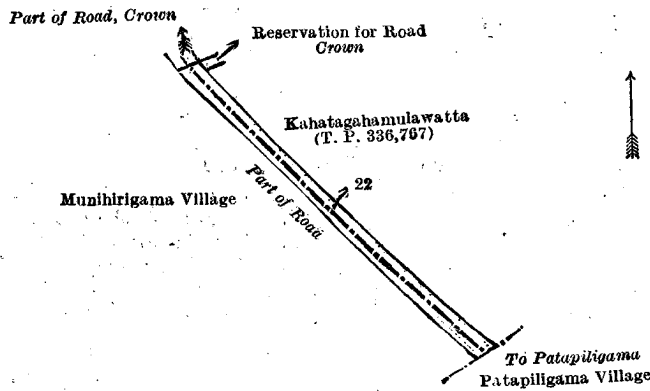 Part of Road, Crown
Reservation for Road
Crown
Kahatagahamulawatta
(T. P. 336,767)
22
Munihirigama Village
Part of Road
To Patapiligama
Patapiligama Village